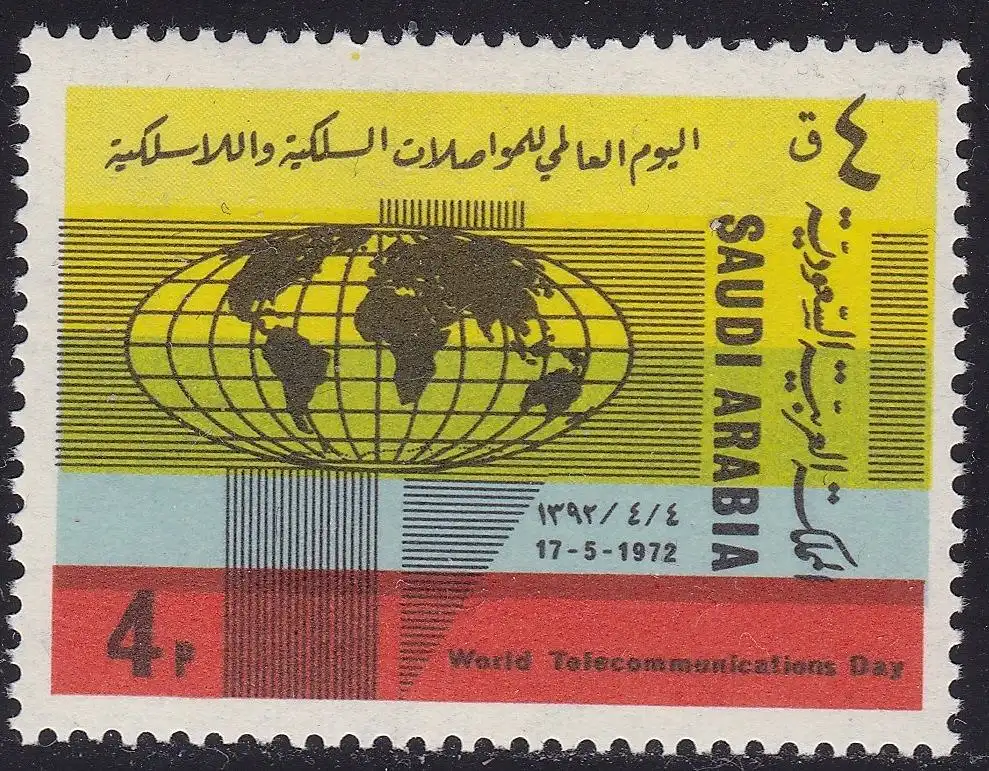 اليوم العالمي للمواصلات السلكية واللاسلكية
٤ ق
المملكة العربية السعودية
SAUDI ARABIA
١٣٩٢/٤/٤
17-5-1972
4 P
World Telecommunications Day